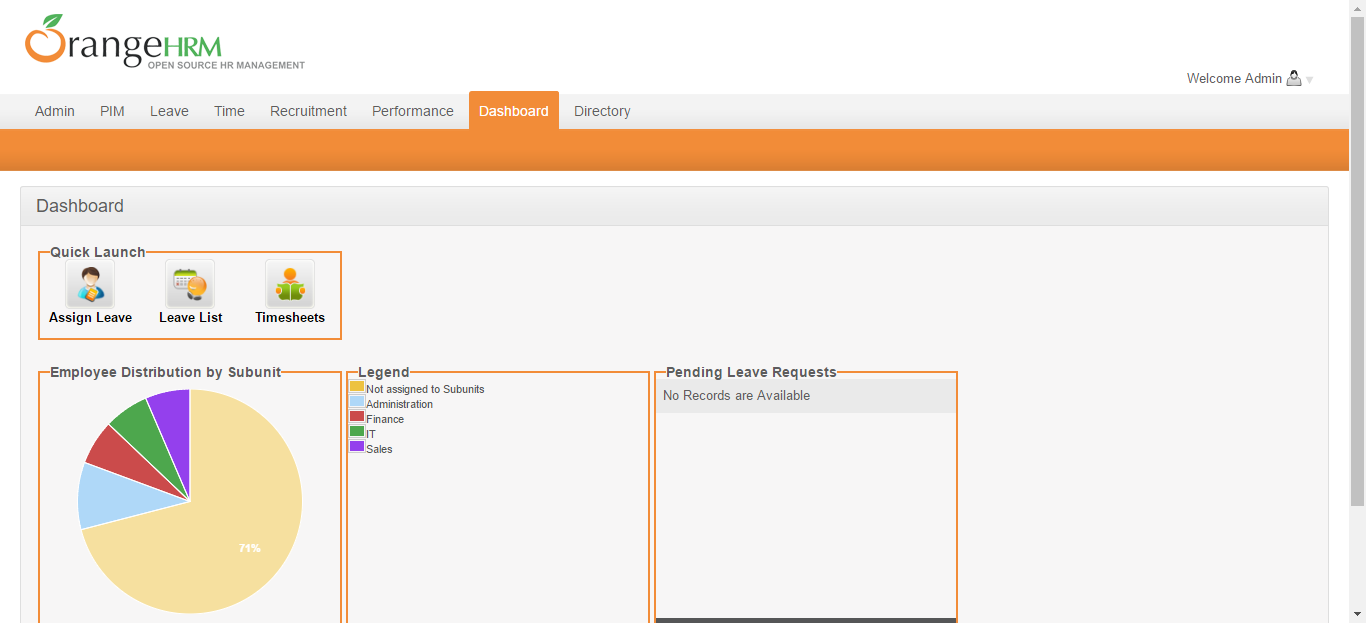 OrangeHRM
OPEN SOURCE HR MANAGEMENT
Welcome Admin
Admin PIM Leave Time Recruitment Performance Dashboard Directory
Dashboard
Quick Launch
Assign Leave Leave List Timesheets
Employee Distribution by Subunit
71%
Legend
Not assigned to Subunits
Administration
Finance
IT
Sales
Pending Leave Requests
No Records are Available